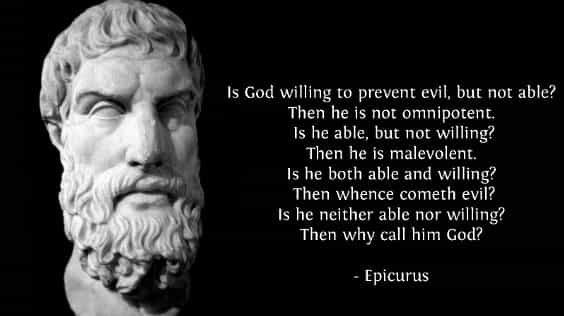 Is God willing to prevent evil, but not able?
Then he is not omnipotent.
Is he able, but not willing?
Then he is malevolent.
Is he both able and willing?
Then whence cometh evil?
Is he neither able nor willing?
Then why call him God?
- Epicurus